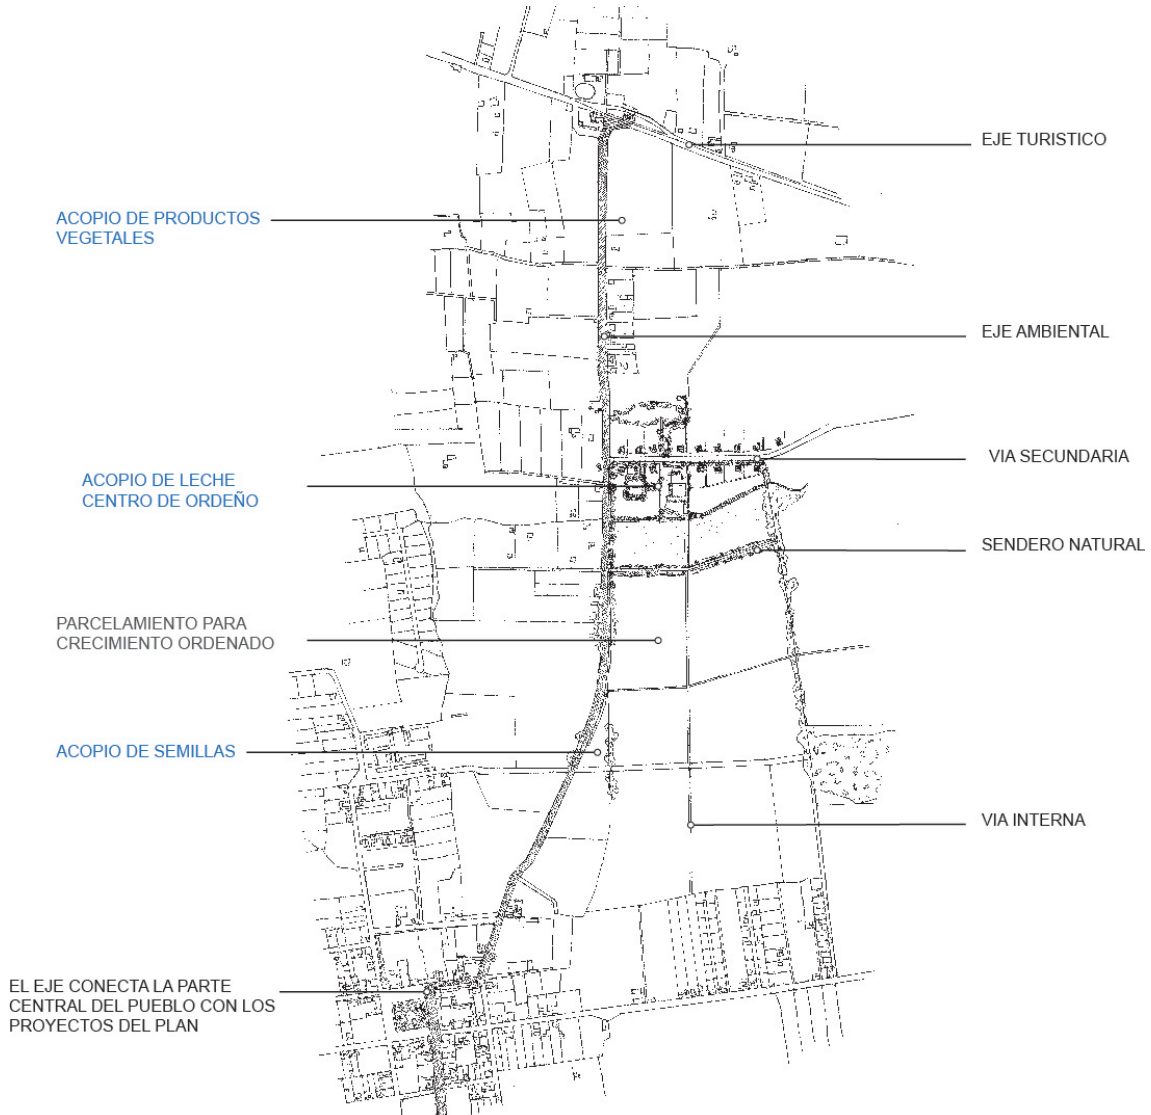 EJE TURISTICO
ACOPIO DE PRODUCTOS
VEGETALES
EJE AMBIENTAL
VIA SECUNDARIA
ACOPIO DE LECHE
CENTRO DE ORDEÑO
SENDERO NATURAL
PARCELAMIENTO PARA
CRECIMIENTO ORDENADO
ACOPIO DE SEMILLAS
VIA INTERNA
EL EJE CONECTA LA PARTE
CENTRAL DEL PUEBLO CON LOS
PROYECTOS DEL PLAN